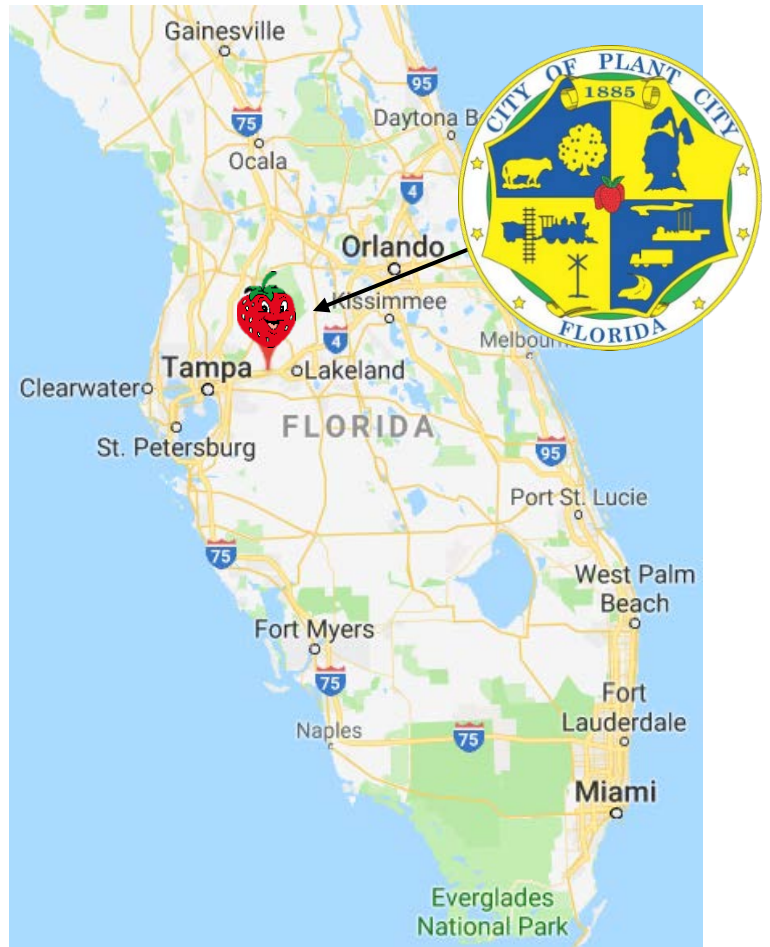 Gainesville
95
CITY OF PLANT CITY
1885
75
Daytona B
Ocala
4
Orlando
Kissimmee
4
Melbour
FLORIDA
Tampa
Lakeland
Clearwater
FLORIDA
St. Petersburg
95
Port St. Lucie
75
West Palm
Beach
Fort Myers
75
Fort
Lauderdale
Naples
75
Miami
Everglades
National Park